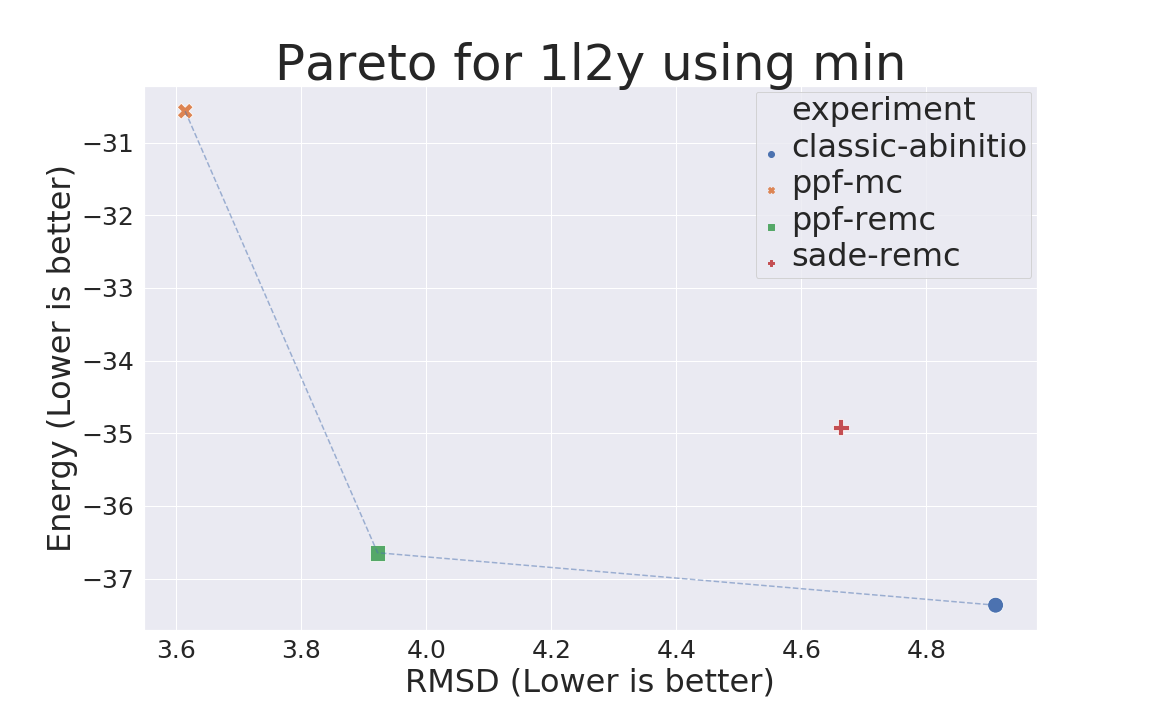 Pareto for 1l2y using min
experiment
classic-abinitio
ppf-mc
ppf-remc
sade-remc
Energy (Lower is better)
−31
−32
−33
−34
−35
−36
−37
3.6 3.8 4.0 4.2 4.4 4.6 4.8
RMSD (Lower is better)